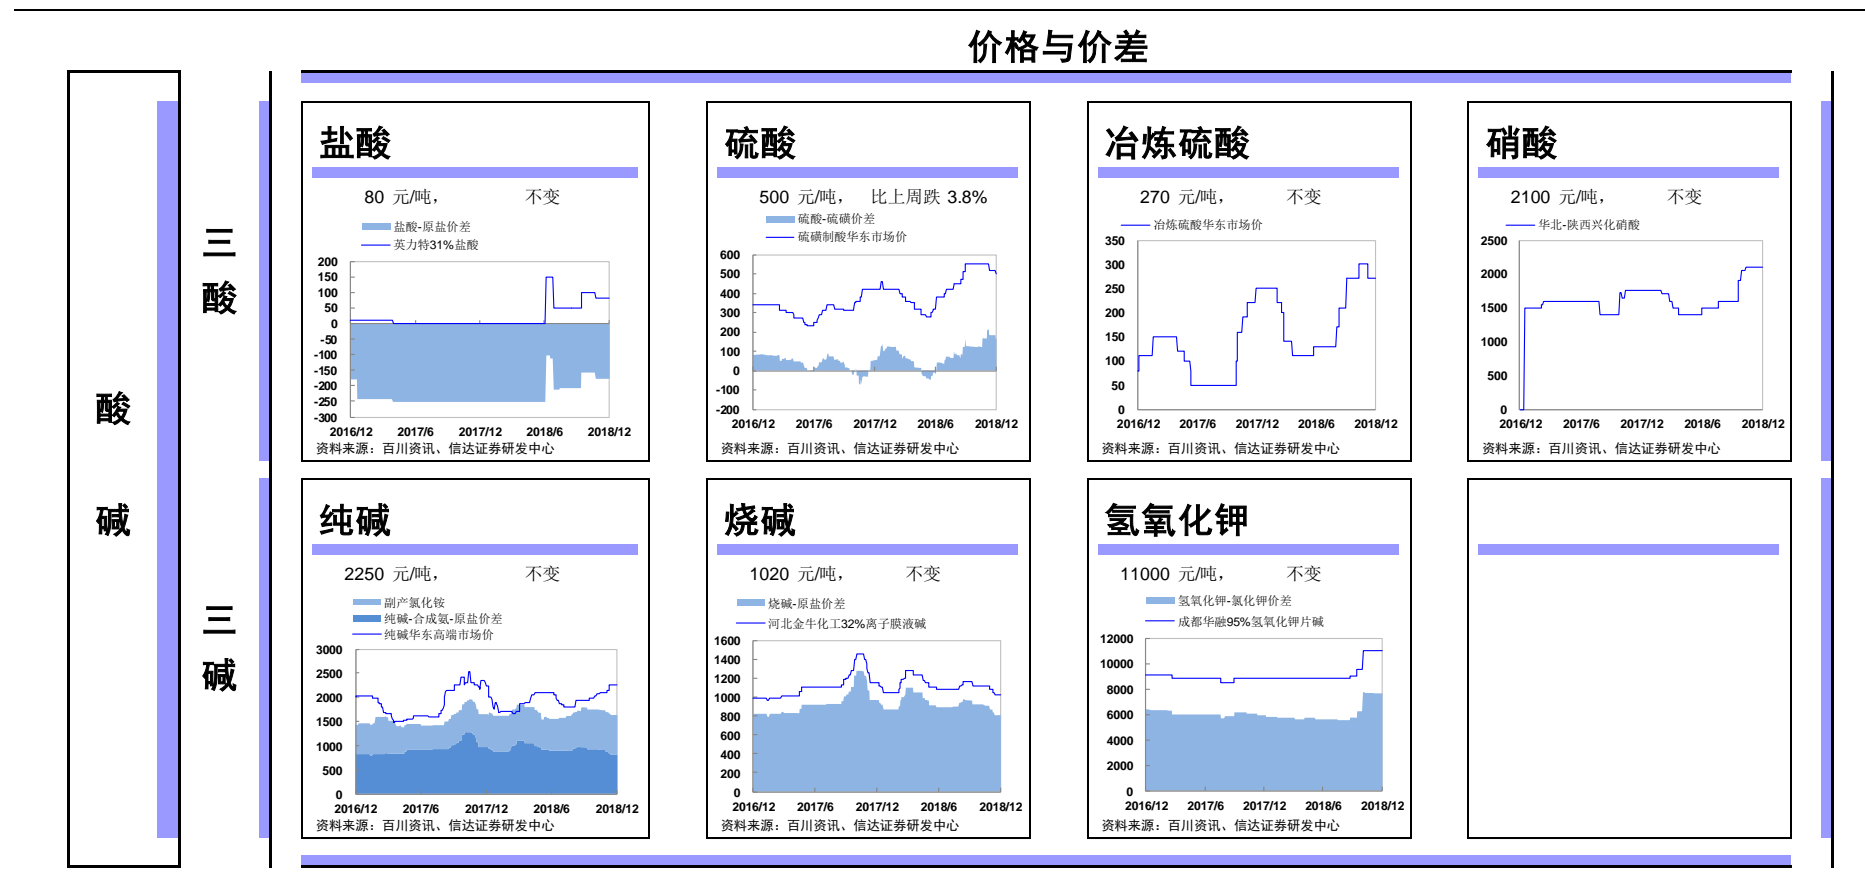 价格与价差
酸
碱
三
酸
三
碱
盐酸
80 元/吨， 不变
盐酸-原盐价差
英力特31%盐酸
200
150
100
50
0
-50
-100
-150
-200
-250
-300
2016/12 2017/6 2017/12 2018/6 2018/12
资料来源：百川资讯、信达证券研发中心
硫酸
500 元/吨， 比上周跌 3.8%
硫酸-硫磺价差
硫磺制酸华东市场价
600
500
400
300
200
100
0
-100
-200
2016/12 2017/6 2017/12 2018/6 2018/12
资料来源：百川资讯、信达证券研发中心
冶炼硫酸
270 元/吨， 不变
冶炼硫酸华东市场价
350
300
250
200
150
100
50
0
2016/12 2017/6 2017/12 2018/6 2018/12
资料来源：百川资讯、信达证券研发中心
硝酸
2100 元/吨， 不变
华北-陕西兴化硝酸
2500
2000
1500
1000
500
0
2016/12 2017/6 2017/12 2018/6 2018/12
资料来源：百川资讯、信达证券研发中心
纯碱
2250 元/吨， 不变
副产氯化铵
纯碱-合成氨-原盐价差
纯碱华东高端市场价
3000
2500
2000
1500
1000
500
0
2016/12 2017/6 2017/12 2018/6 2018/12
资料来源：百川资讯、信达证券研发中心
烧碱
1020 元/吨， 不变
烧碱-原盐价差
河北金牛化工32%离子膜液碱
1600
1400
1200
1000
800
600
400
200
0
2016/12 2017/6 2017/12 2018/6 2018/12
资料来源：百川资讯、信达证券研发中心
氢氧化钾
11000 元/吨， 不变
氢氧化钾-氯化钾价差
成都华融95%氢氧化钾片碱
12000
10000
8000
6000
4000
2000
0
2016/12 2017/6 2017/12 2018/6 2018/12
资料来源：百川资讯、信达证券研发中心